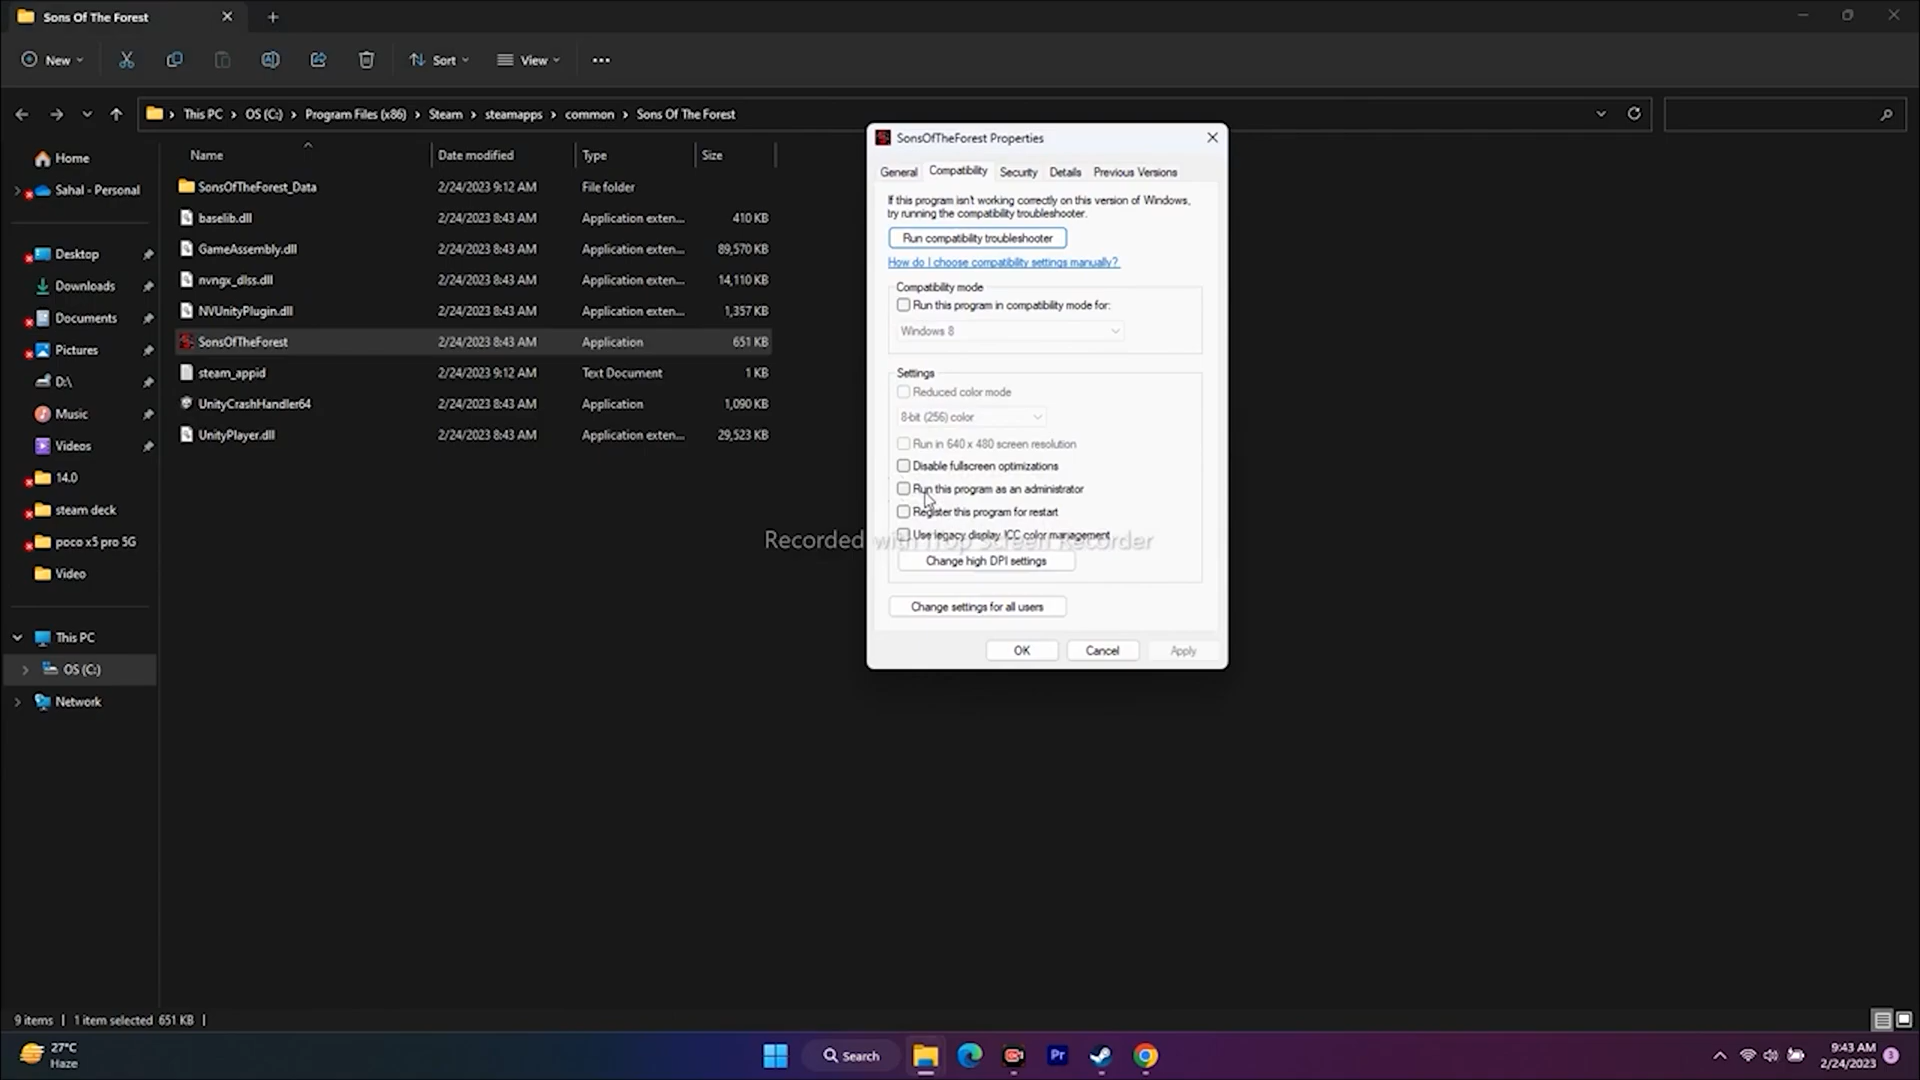 Sons Of The Forest
New
Sort
View
This PC > OS (C:) > Program Files (x86) > Steam > steamapps > common > Sons Of The Forest
Home
Sahal - Personal
Desktop
Downloads
Documents
Pictures
D:\
Music
Videos
14.0
steam deck
poco x5 pro 5G
Video
This PC
OS (C:)
Network
Name Date modified Type Size
SonsOfTheForest_Data 2/24/2023 9:12 AM File folder
baselib.dll 2/24/2023 8:43 AM Application exten... 410 KB
GameAssembly.dll 2/24/2023 8:43 AM Application exten... 89,570 KB
nvngx_dlss.dll 2/24/2023 8:43 AM Application exten... 14,110 KB
NVUnityPlugin.dll 2/24/2023 8:43 AM Application exten... 1,357 KB
SonsOfTheForest 2/24/2023 8:43 AM Application 651 KB
steam_appid 2/24/2023 9:12 AM Text Document 1 KB
UnityCrashHandler64 2/24/2023 8:43 AM Application 1,090 KB
UnityPlayer.dll 2/24/2023 8:43 AM Application exten... 29,523 KB
SonsOfTheForest Properties
General Compatibility Security Details Previous Versions
If this program isn't working correctly on this version of Windows,
try running the compatibility troubleshooter.
Run compatibility troubleshooter
How do I choose compatibility settings manually?
Compatibility mode
Run this program in compatibility mode for:
Windows 8
Settings
Reduced color mode
8-bit (256) color
Run in 640 x 480 screen resolution
Disable fullscreen optimizations
Run this program as an administrator
Register this program for restart
Use legacy display ICC color management
Recorded with iTop Screen Recorder
Change high DPI settings
Change settings for all users
OK Cancel Apply
9 items | 1 item selected 651 KB |
27°C
Haze
Search
Pr
9:43 AM
2/24/2023
3